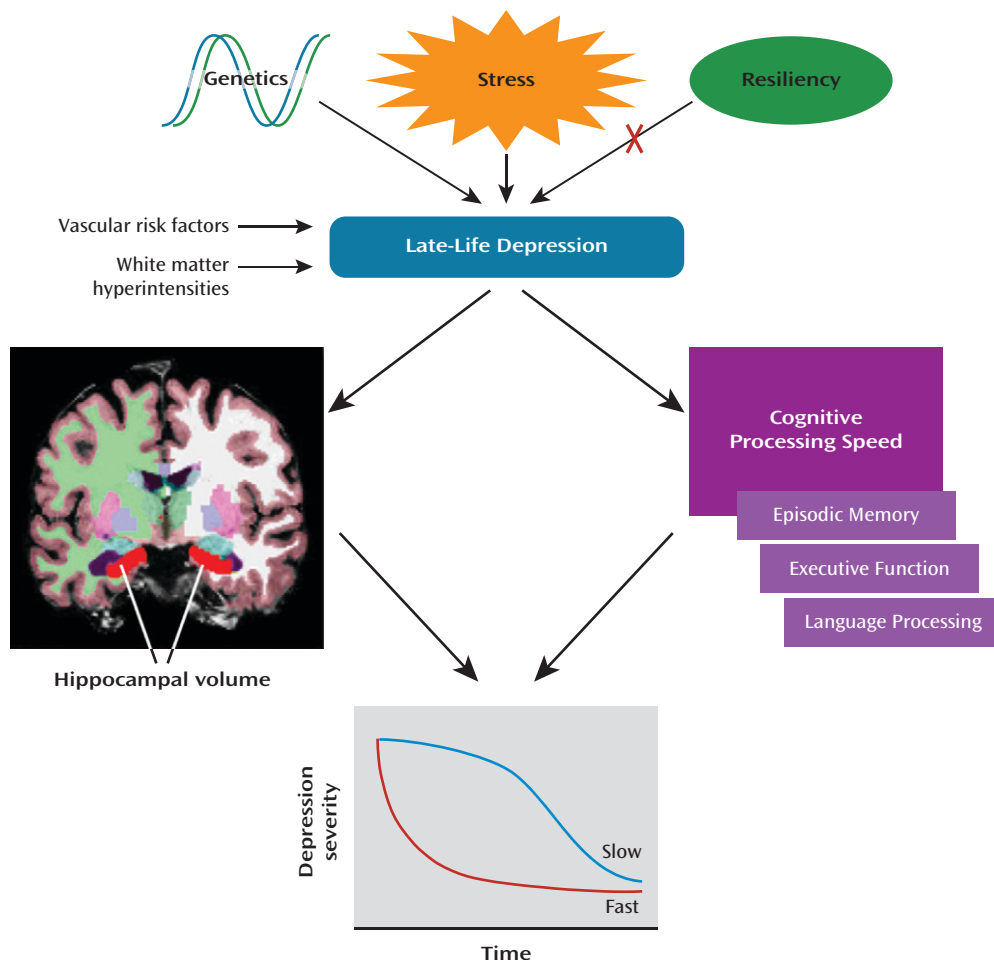 Genetics
Stress
Resiliency
Vascular risk factors
White matter
hyperintensities
Late-Life Depression
Cognitive
Processing Speed
Episodic Memory
Executive Function
Language Processing
Hippocampal volume
Depression
severity
Slow
Fast
Time